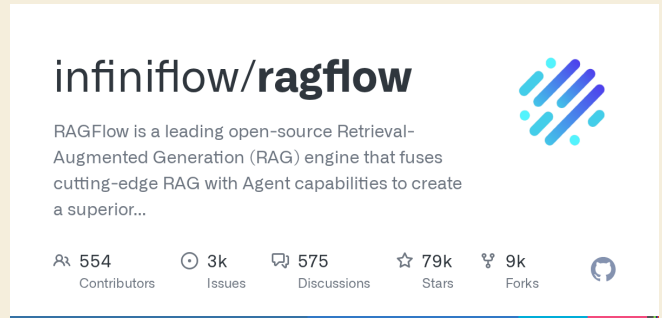 infiniflow/ragflow
RAGFlow is a leading open-source Retrieval-
Augmented Generation (RAG) engine that fuses
cutting-edge RAG with Agent capabilities to create
a superior...
554 3k 575 79k 9k
Contributors Issues Discussions Stars Forks